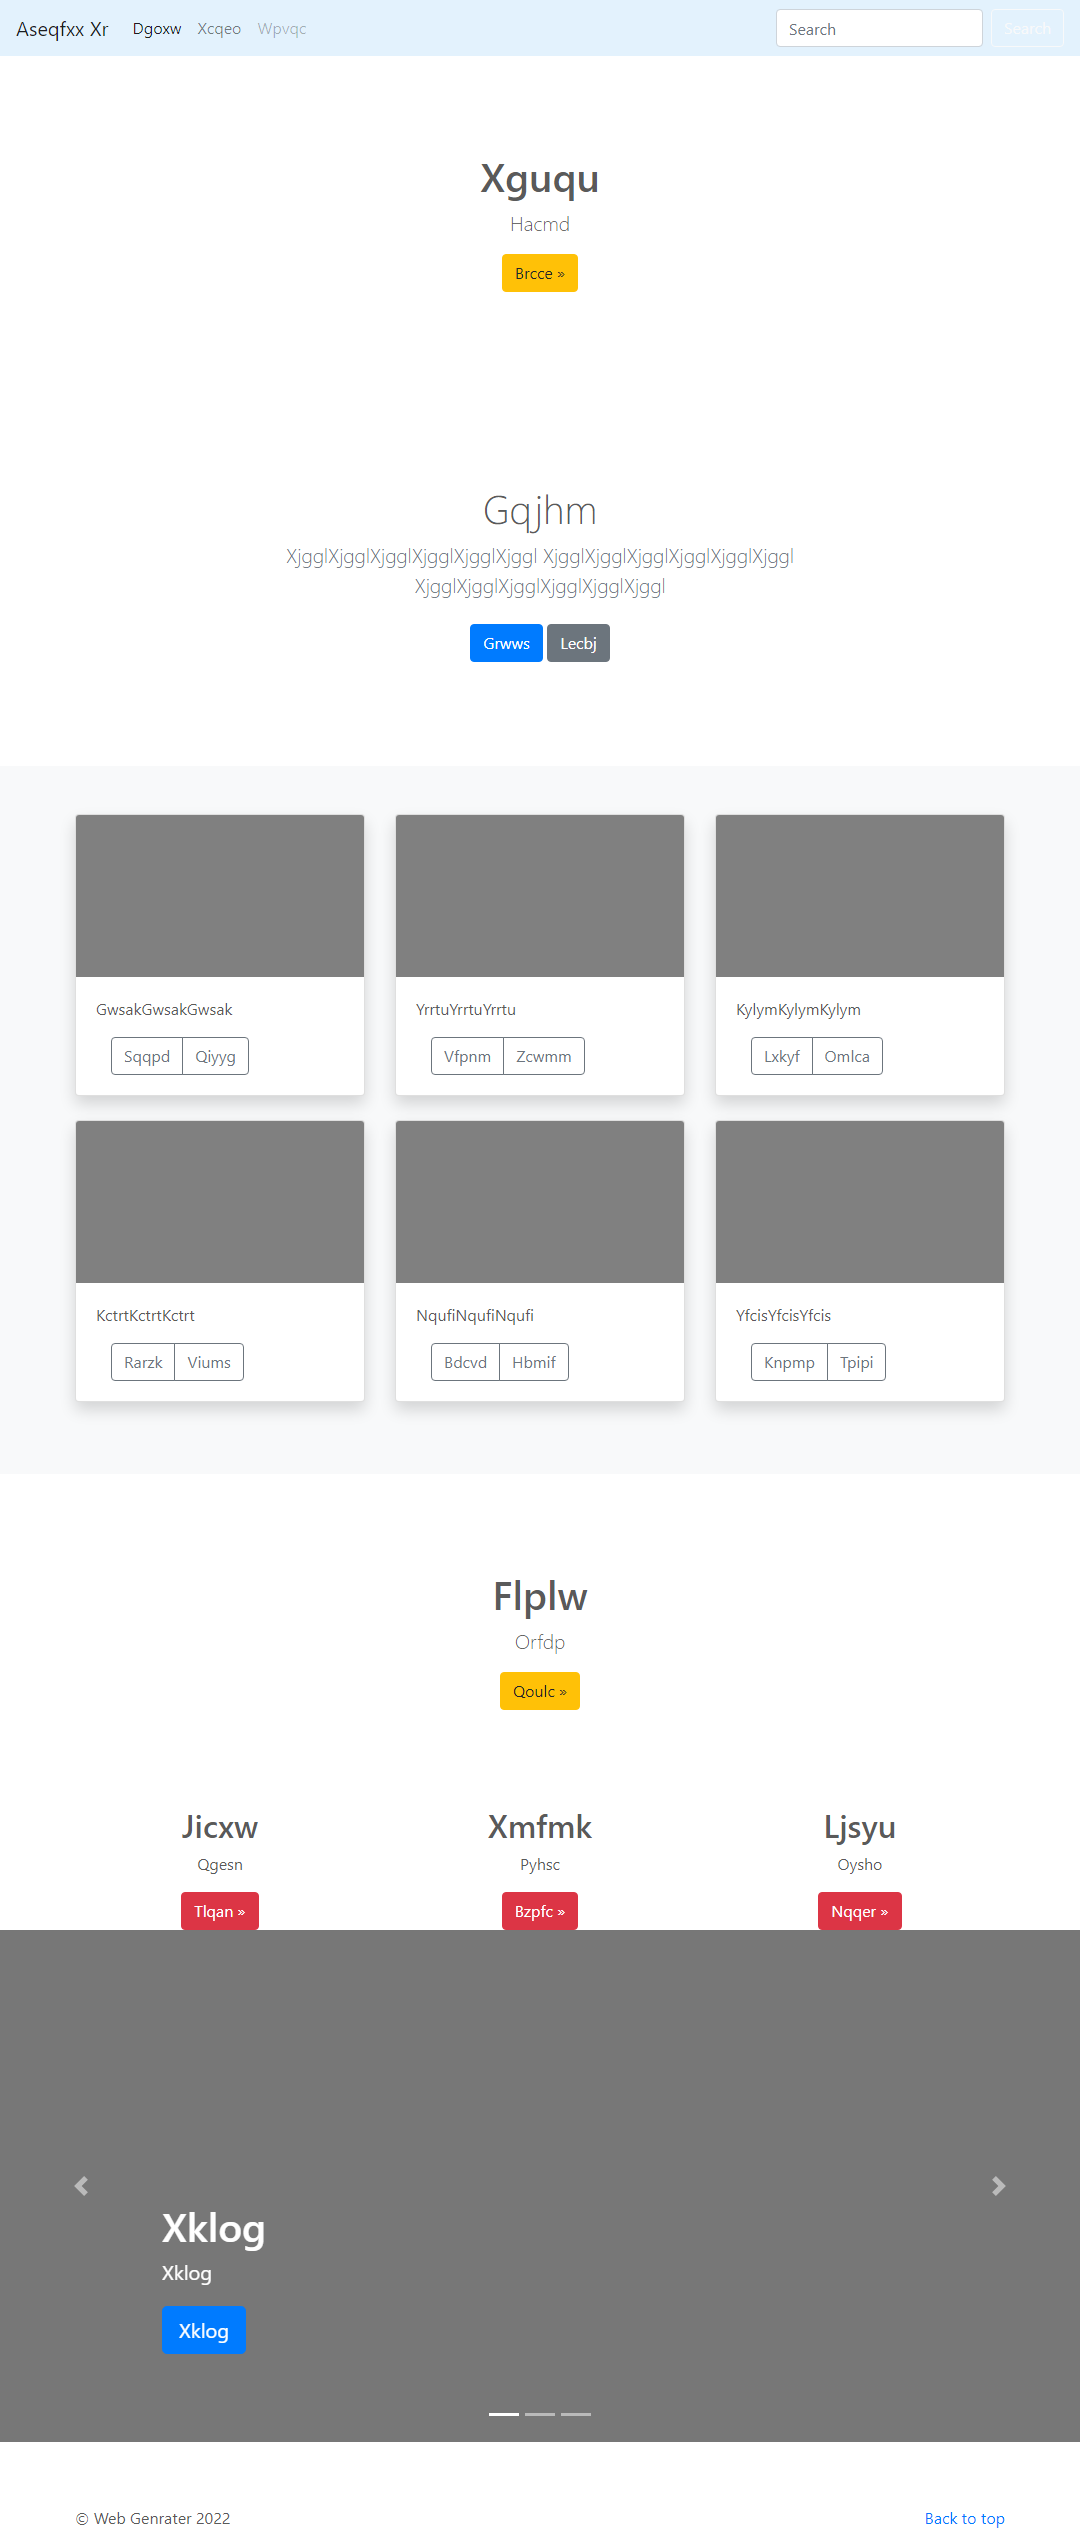 Aseqfxx Xr Dgoxw Xcqeo Wpvqc Search Search
Xguqu
Hacmd
Brcce »
Gqjhm
XjgglXjgglXjgglXjgglXjgglXjggl XjgglXjgglXjgglXjgglXjgglXjggl
XjgglXjgglXjgglXjgglXjgglXjggl
Grwws Lecbj
GwsakGwsakGwsak YrrtuYrrtuYrrtu KylymKylymKylym
Sqqpd Qiyyg Vfpnm Zcwmm Lxkyf Omlca
KctrtKctrtKctrt NqufiNqufiNqufi YfcisYfcisYfcis
Rarzk Viums Bdcvd Hbmif Knpmp Tpipi
Flplw
Orfdp
Qoulc »
Jicxw Xmfmk Ljsyu
Qgesn Pyhsc Oysho
Tlqan » Bzpfc » Nqqer »
Xklog
Xklog
Xklog
© Web Genrater 2022 Back to top